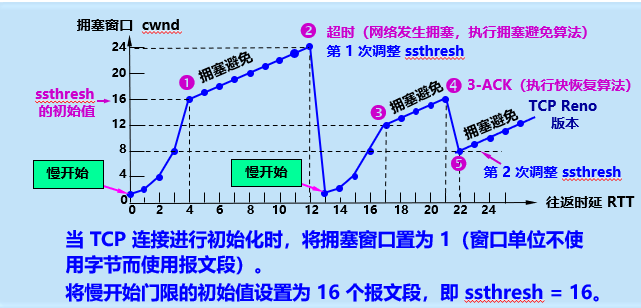 拥塞窗口 cwnd
❷ 超时（网络发生拥塞，执行拥塞避免算法）
第 1 次调整 ssthresh
24
20
16
12
8
4
0
ssthresh
的初始值
❶
拥塞避免
❸
拥塞避免
❹ 3-ACK（执行快恢复算法）
拥塞避免
TCP Reno
版本
❺
第 2 次调整 ssthresh
慢开始
慢开始
0 2 4 6 8 10 12 14 16 18 20 22 24
往返时延 RTT
当 TCP 连接进行初始化时，将拥塞窗口置为 1（窗口单位不使
用字节而使用报文段）。
将慢开始门限的初始值设置为 16 个报文段，即 ssthresh = 16。